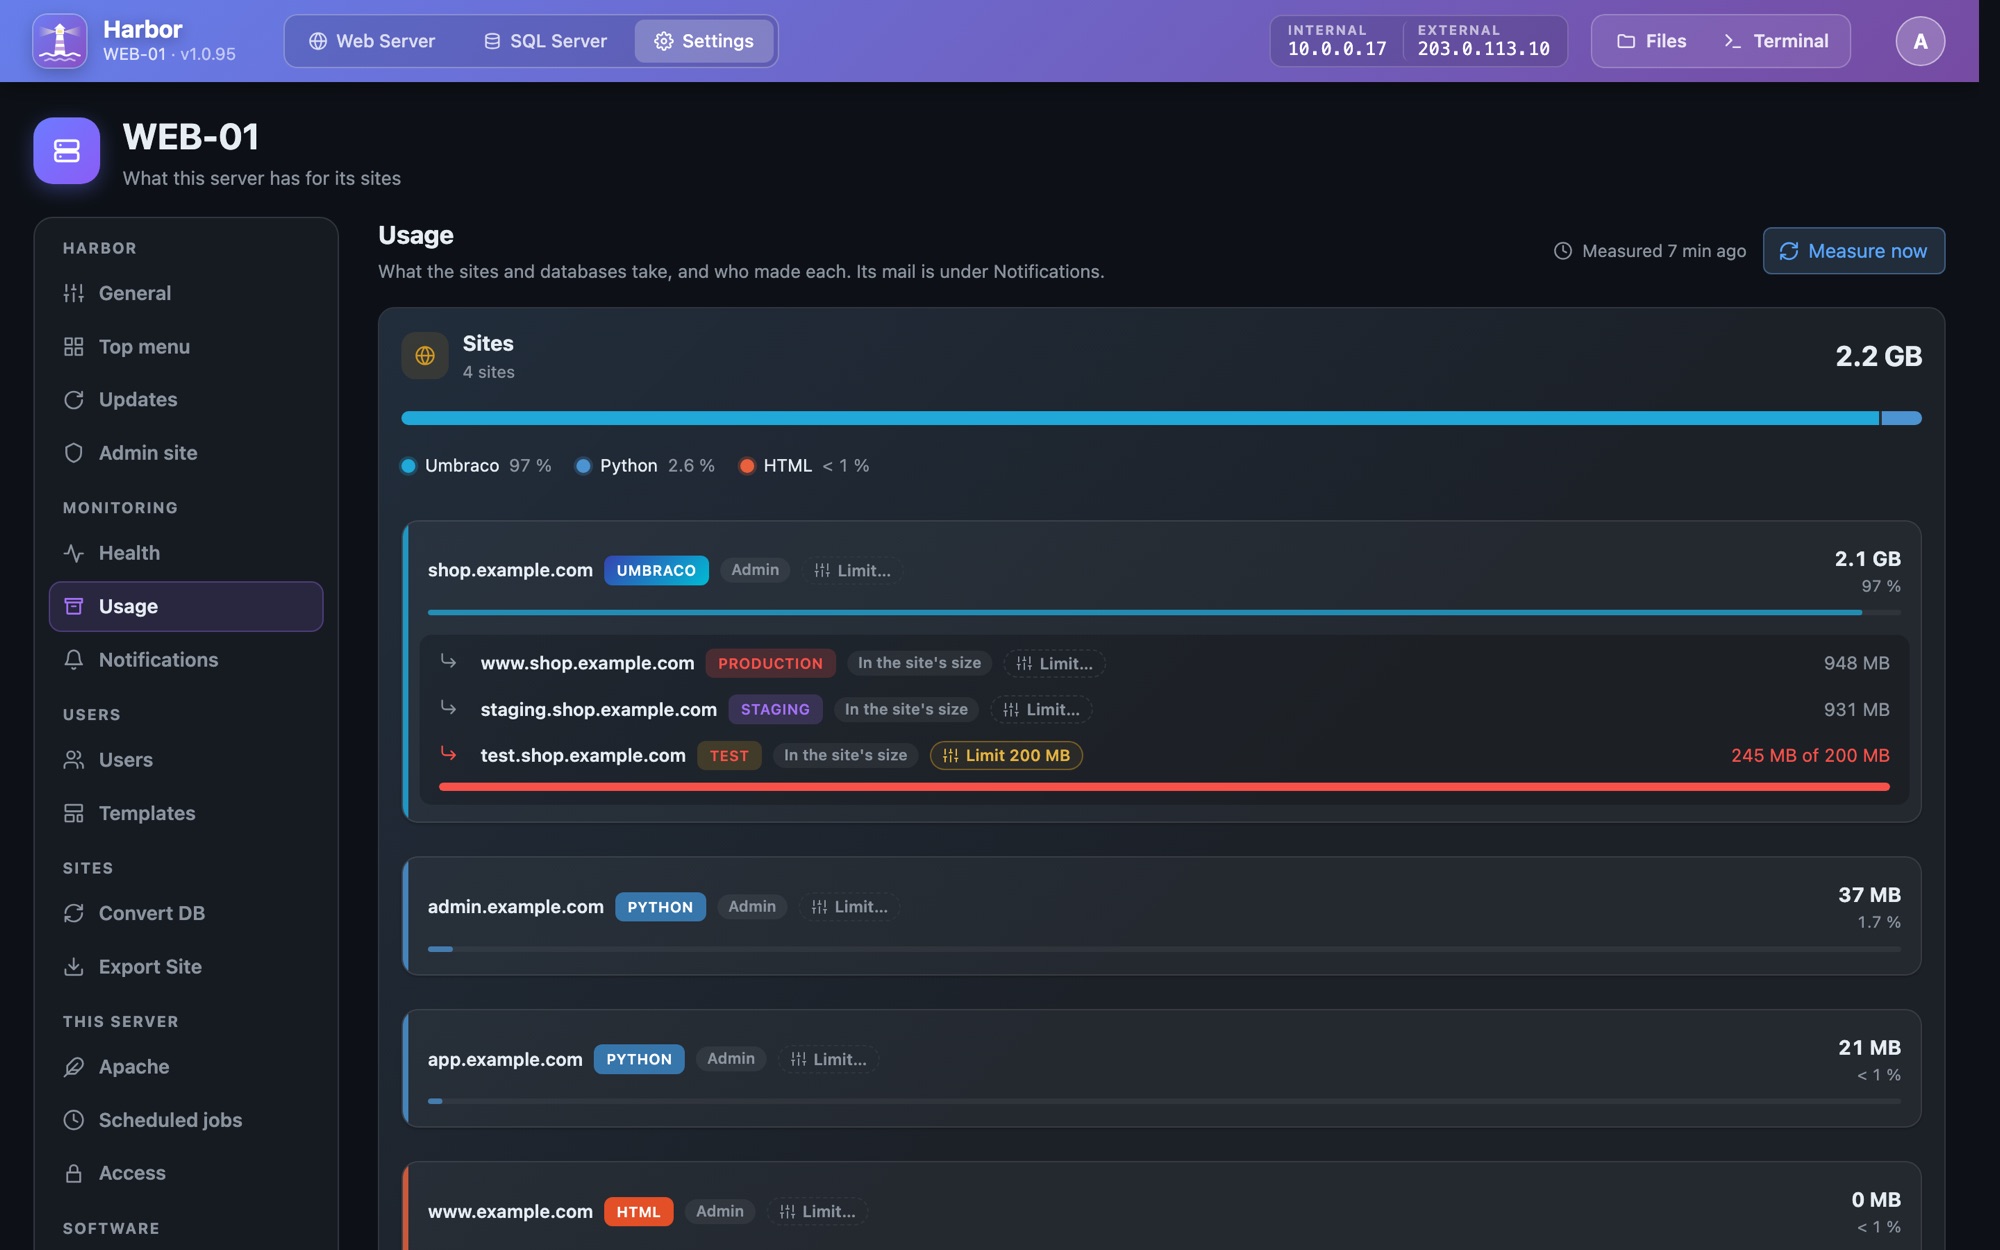 Harbor
WEB-01 · v1.0.95
Web Server
SQL Server
Settings
INTERNAL
10.0.0.17
EXTERNAL
203.0.113.10
Files
Terminal
A
WEB-01
What this server has for its sites
HARBOR
General
Top menu
Updates
Admin site
MONITORING
Health
Usage
Notifications
USERS
Users
Templates
SITES
Convert DB
Export Site
THIS SERVER
Apache
Scheduled jobs
Access
SOFTWARE
Usage
What the sites and databases take, and who made each. Its mail is under Notifications.
Measured 7 min ago
Measure now
Sites
4 sites
2.2 GB
Umbraco 97 %
Python 2.6 %
HTML < 1 %
shop.example.com UMBRACO Admin Limit...
2.1 GB
97 %
www.shop.example.com PRODUCTION In the site's size Limit... 948 MB
staging.shop.example.com STAGING In the site's size Limit... 931 MB
test.shop.example.com TEST In the site's size Limit 200 MB 245 MB of 200 MB
admin.example.com PYTHON Admin Limit...
37 MB
1.7 %
app.example.com PYTHON Admin Limit...
21 MB
< 1 %
www.example.com HTML Admin Limit...
0 MB
< 1 %